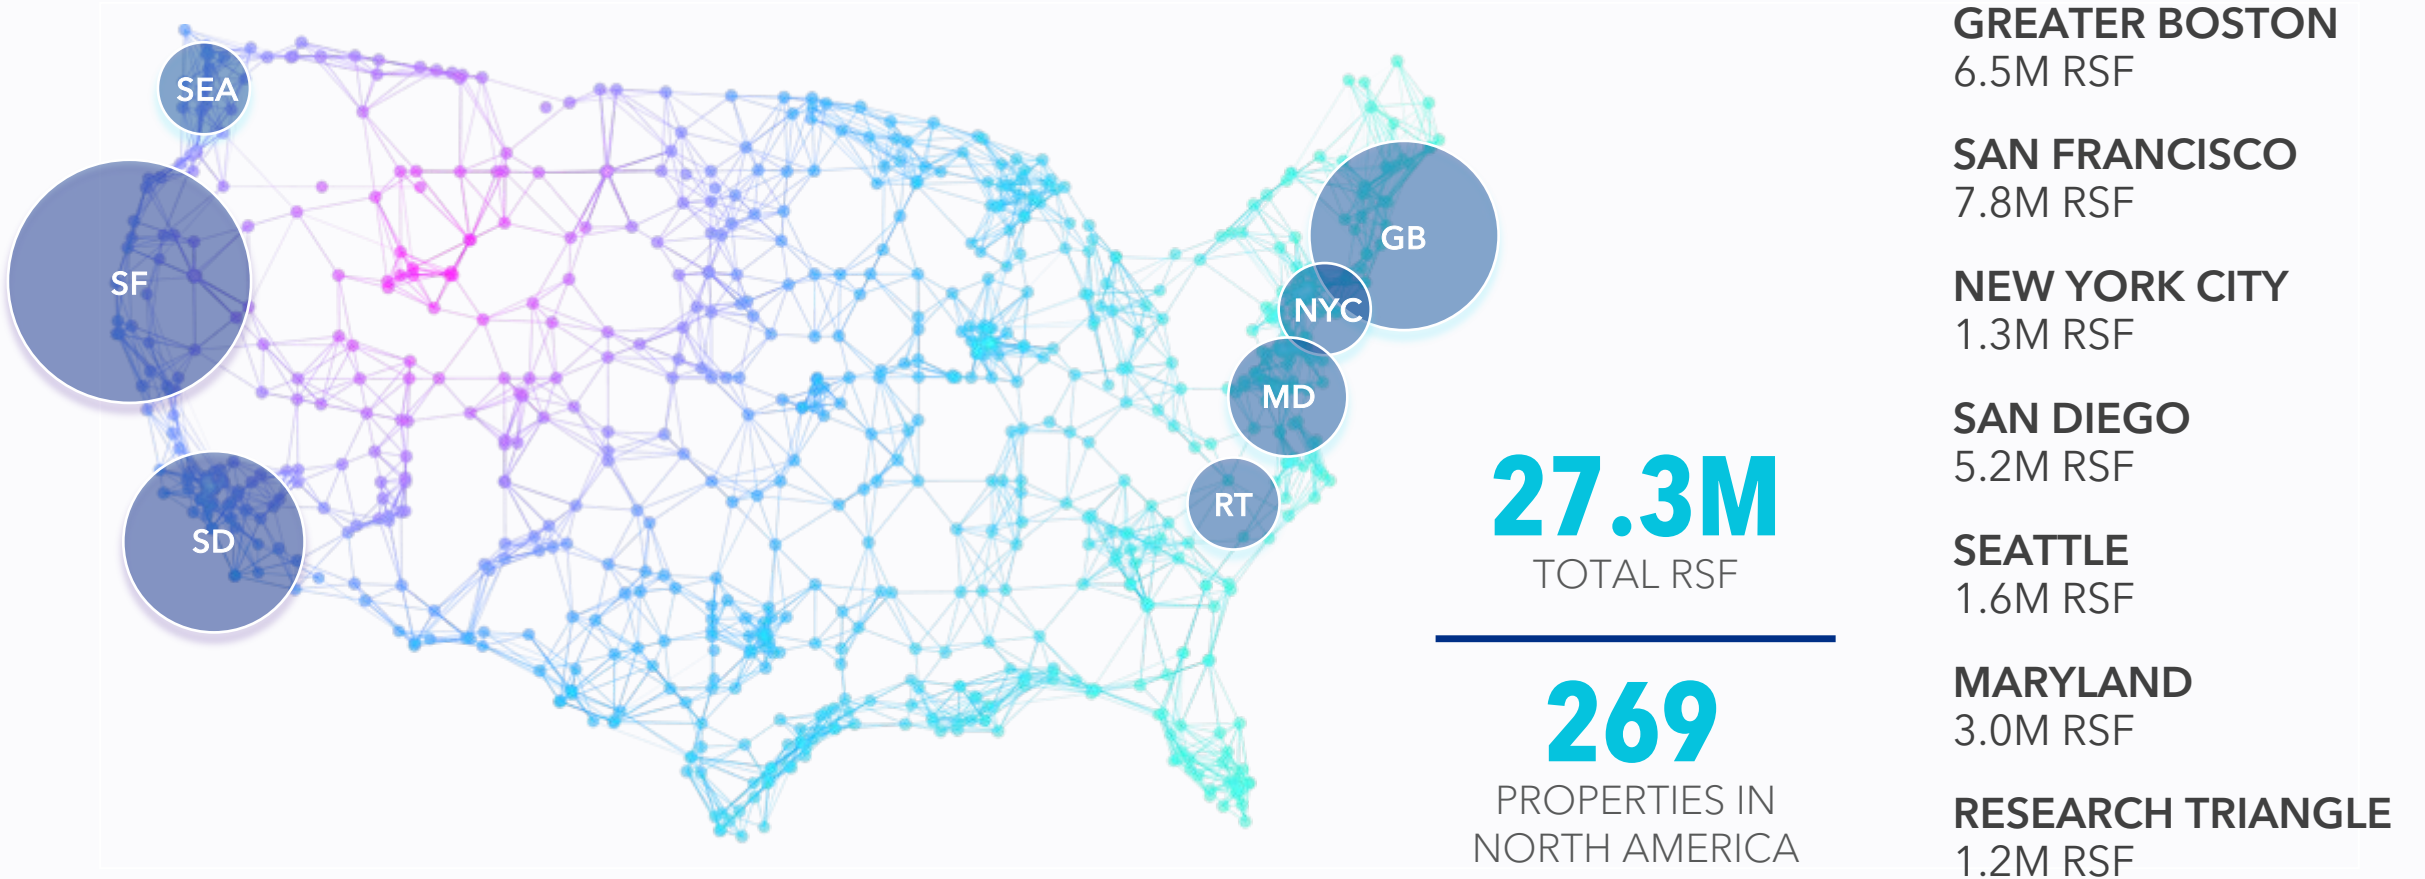 SEA
SF
SD
GB
NYC
MD
RT
27.3M
TOTAL RSF
269
PROPERTIES IN
NORTH AMERICA
GREATER BOSTON
6.5M RSF
SAN FRANCISCO
7.8M RSF
NEW YORK CITY
1.3M RSF
SAN DIEGO
5.2M RSF
SEATTLE
1.6M RSF
MARYLAND
3.0M RSF
RESEARCH TRIANGLE
1.2M RSF